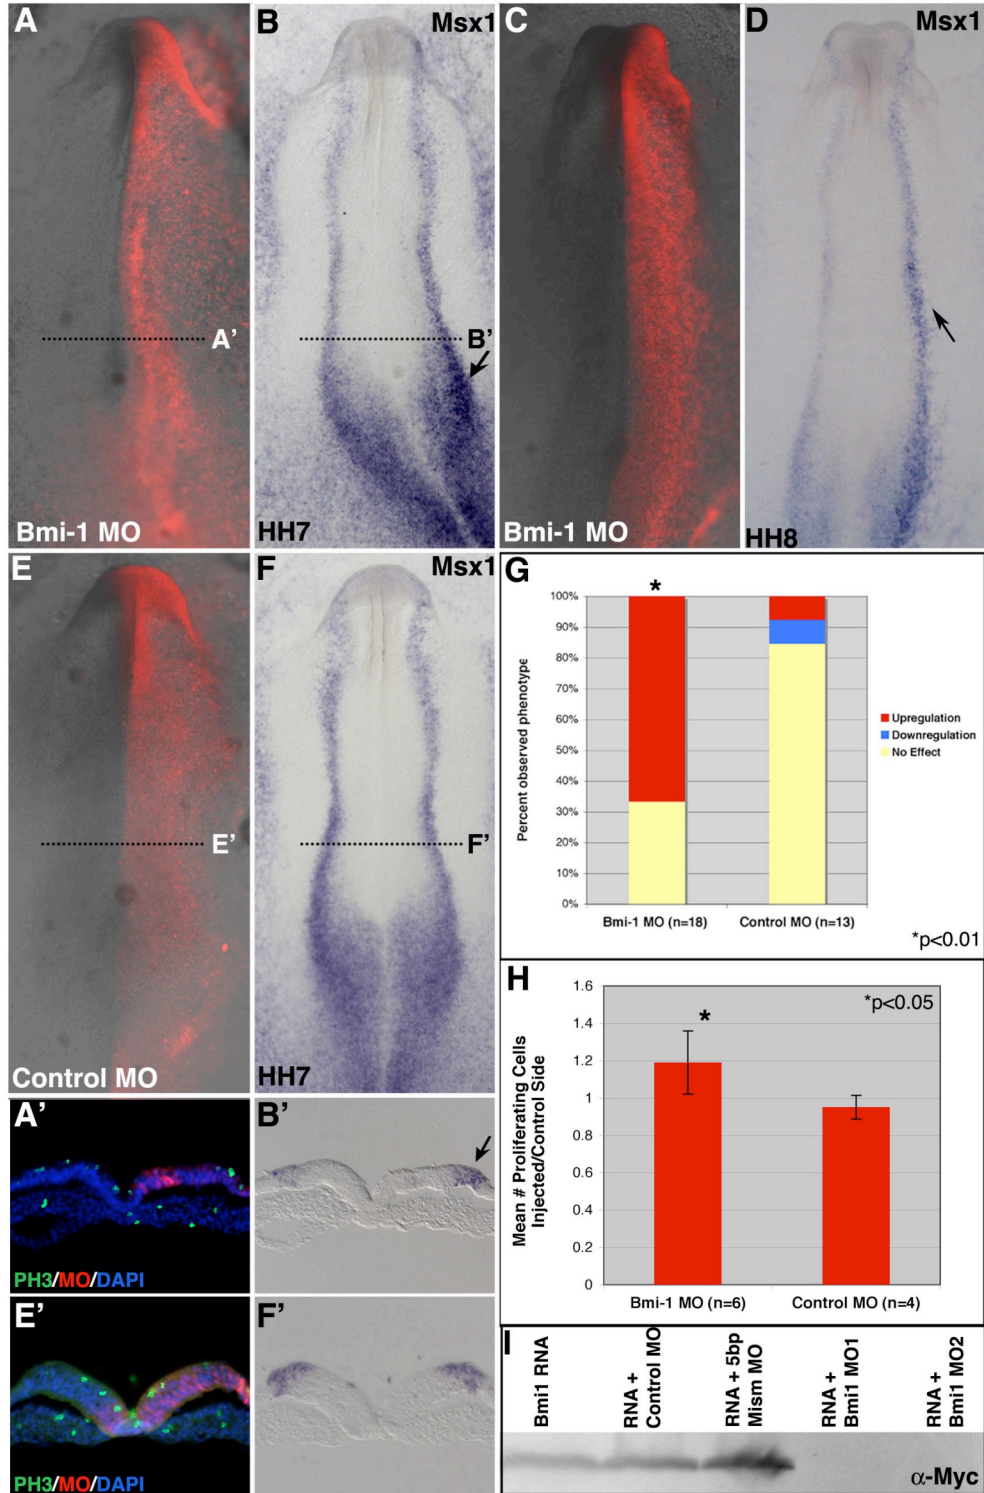 A
B
Msx1
C
D
Msx1
A’
B’
Bmi-1 MO
HH7
Bmi-1 MO
HH8
E
F
Msx1
E’
F’
Control MO
HH7
G
*
100%
90%
80%
70%
60%
50%
40%
30%
20%
10%
0%
Percent observed phenotype
Upregulation
Downregulation
No Effect
Bmi-1 MO (n=18)
Control MO (n=13)
*p<0.01
H
*p<0.05
*
1.6
1.4
1.2
1
0.8
0.6
0.4
0.2
0
Mean # Proliferating Cells
Injected/Control Side
Bmi-1 MO (n=6)
Control MO (n=4)
A’
PH3/MO/DAPI
B’
E’
PH3/MO/DAPI
F’
I
Bmi1 RNA
RNA +
Control MO
RNA + 5bp
Mism MO
RNA +
Bmi1 MO1
RNA +
Bmi1 MO2
α-Myc